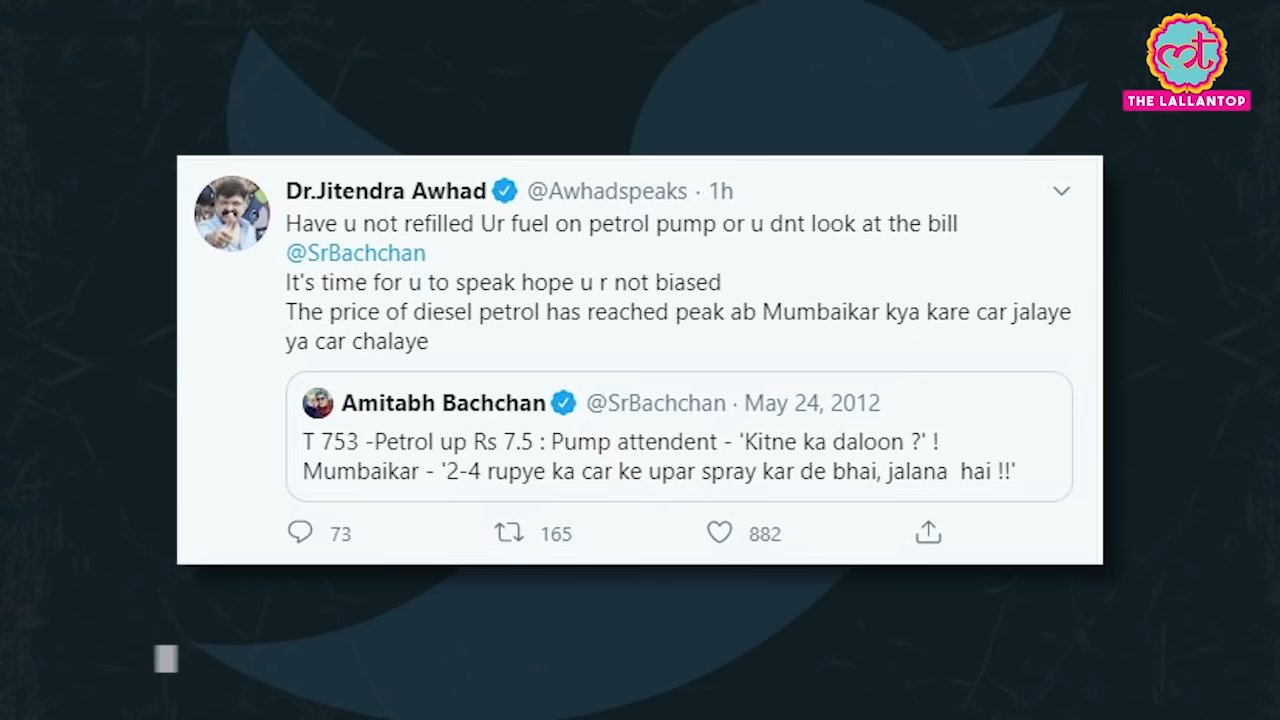 THE LALLANTOP
Dr.Jitendra Awhad @Awhadspeaks · 1h
Have u not refilled Ur fuel on petrol pump or u dnt look at the bill
@SrBachchan
It's time for u to speak hope u r not biased
The price of diesel petrol has reached peak ab Mumbaikar kya kare car jalaye
ya car chalaye
Amitabh Bachchan @SrBachchan · May 24, 2012
T 753 -Petrol up Rs 7.5 : Pump attendent - 'Kitne ka daloon ?' !
Mumbaikar - '2-4 rupye ka car ke upar spray kar de bhai, jalana  hai !!'
73 165 882